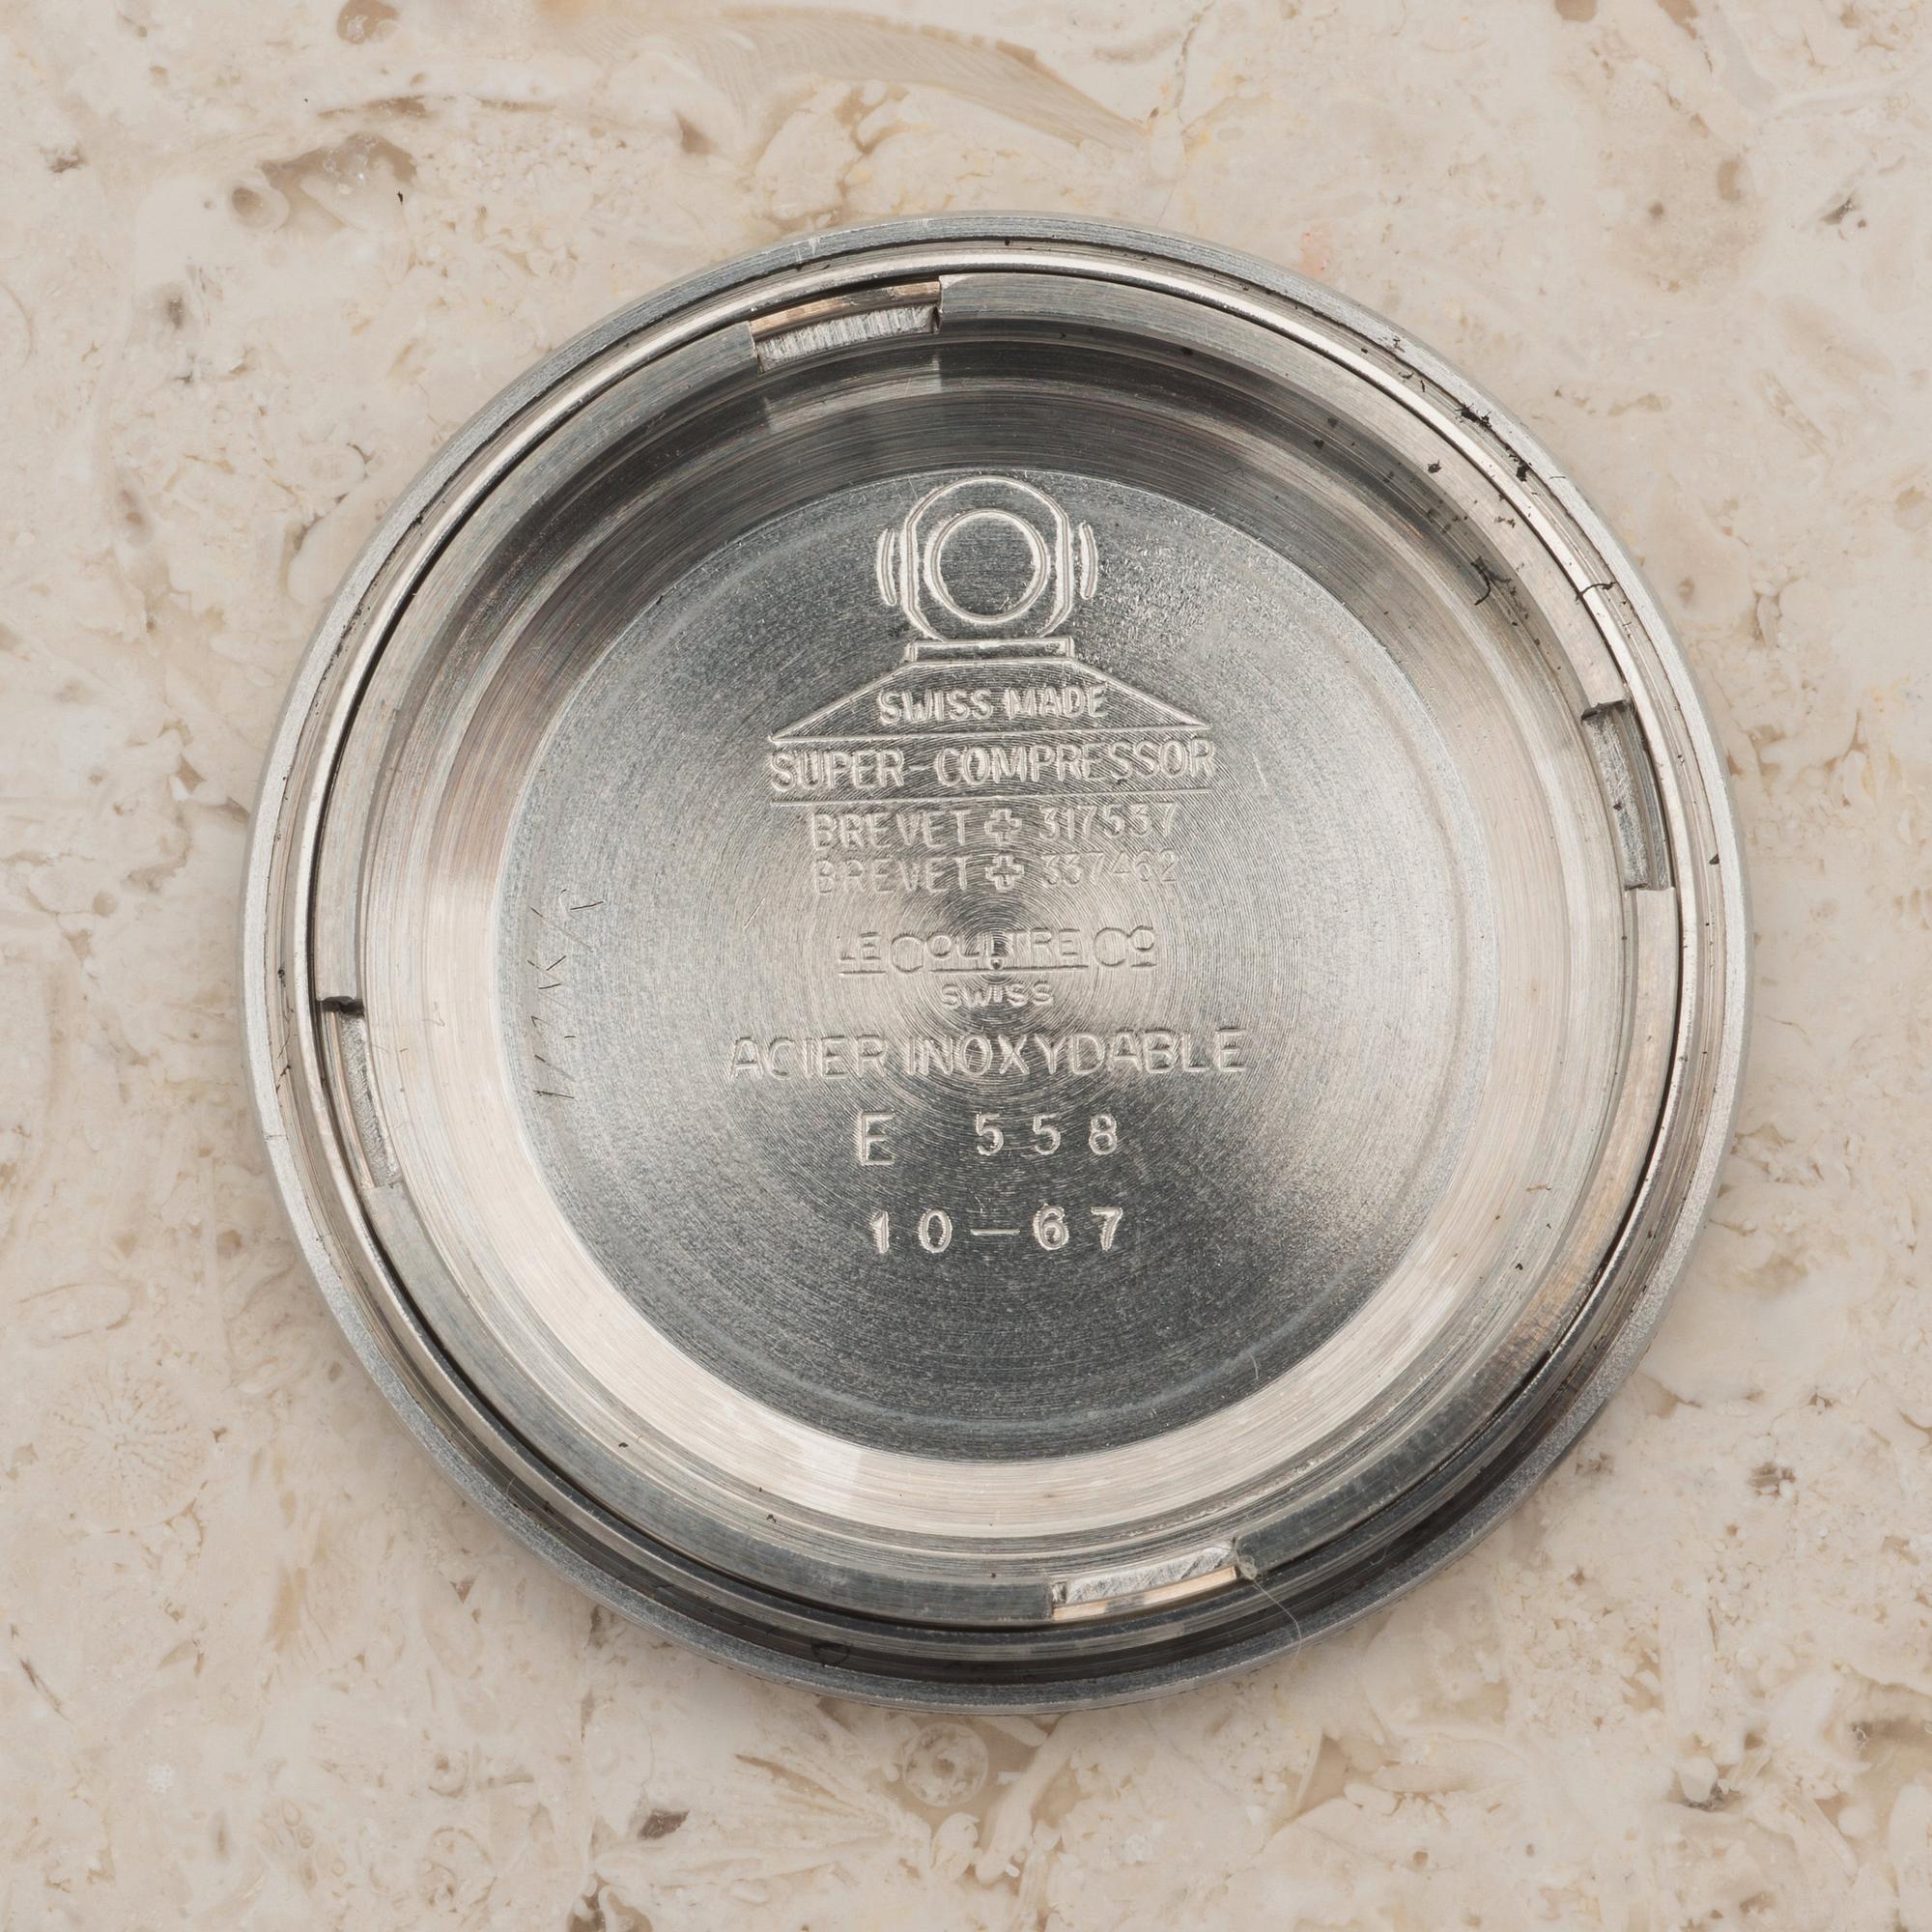 SWISS MADE
SUPER-COMPRESSOR
BREVET ✚ 317537
BREVET ✚ 337462
LECOULTRE CO
SWISS
ACIER INOXYDABLE
E 558
10-67